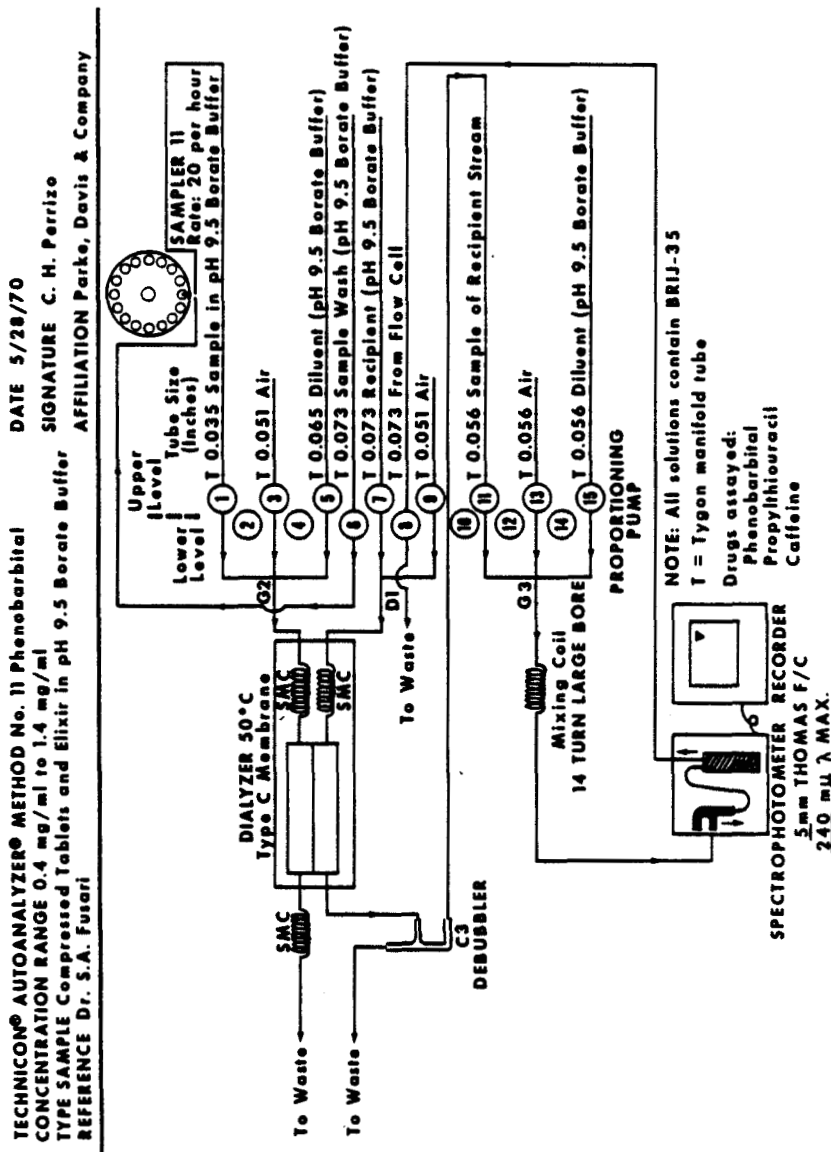 TECHNICON® AUTOANALYZER® METHOD No. 11 Phenobarbital
CONCENTRATION RANGE 0.4 mg/ml to 1.4 mg/ml
TYPE SAMPLE Compressed Tablets and Elixir in pH 9.5 Borate Buffer
REFERENCE Dr. S.A. Fusari
DATE 5/28/70
SIGNATURE C. H. Perrizo
AFFILIATION Parke, Davis & Company
SAMPLER 11
Rate: 20 per hour
Lower Level
Upper Level
Tube Size (Inches)
1 T 0.035 Sample in pH 9.5 Borate Buffer
2
3 T 0.051 Air
4
5 T 0.065 Diluent (pH 9.5 Borate Buffer)
6 T 0.073 Sample Wash (pH 9.5 Borate Buffer)
7 T 0.073 Recipient (pH 9.5 Borate Buffer)
8 T 0.073 From Flow Cell
9 T 0.051 Air
10
11 T 0.056 Sample of Recipient Stream
12
13 T 0.056 Air
14
15 T 0.056 Diluent (pH 9.5 Borate Buffer)
PROPORTIONING
PUMP
G2
D1
To Waste
G3
DIALYZER 50°C
Type C Membrane
SMC
SMC
SMC
To Waste
To Waste
C3
DEBUBBLER
Mixing Coil
14 TURN LARGE BORE
SPECTROPHOTOMETER RECORDER
5mm THOMAS F/C
240 mμ λ MAX.
NOTE: All solutions contain BRIJ-35
T = Tygon manifold tube
Drugs assayed:
Phenobarbital
Propylthiouracil
Caffeine